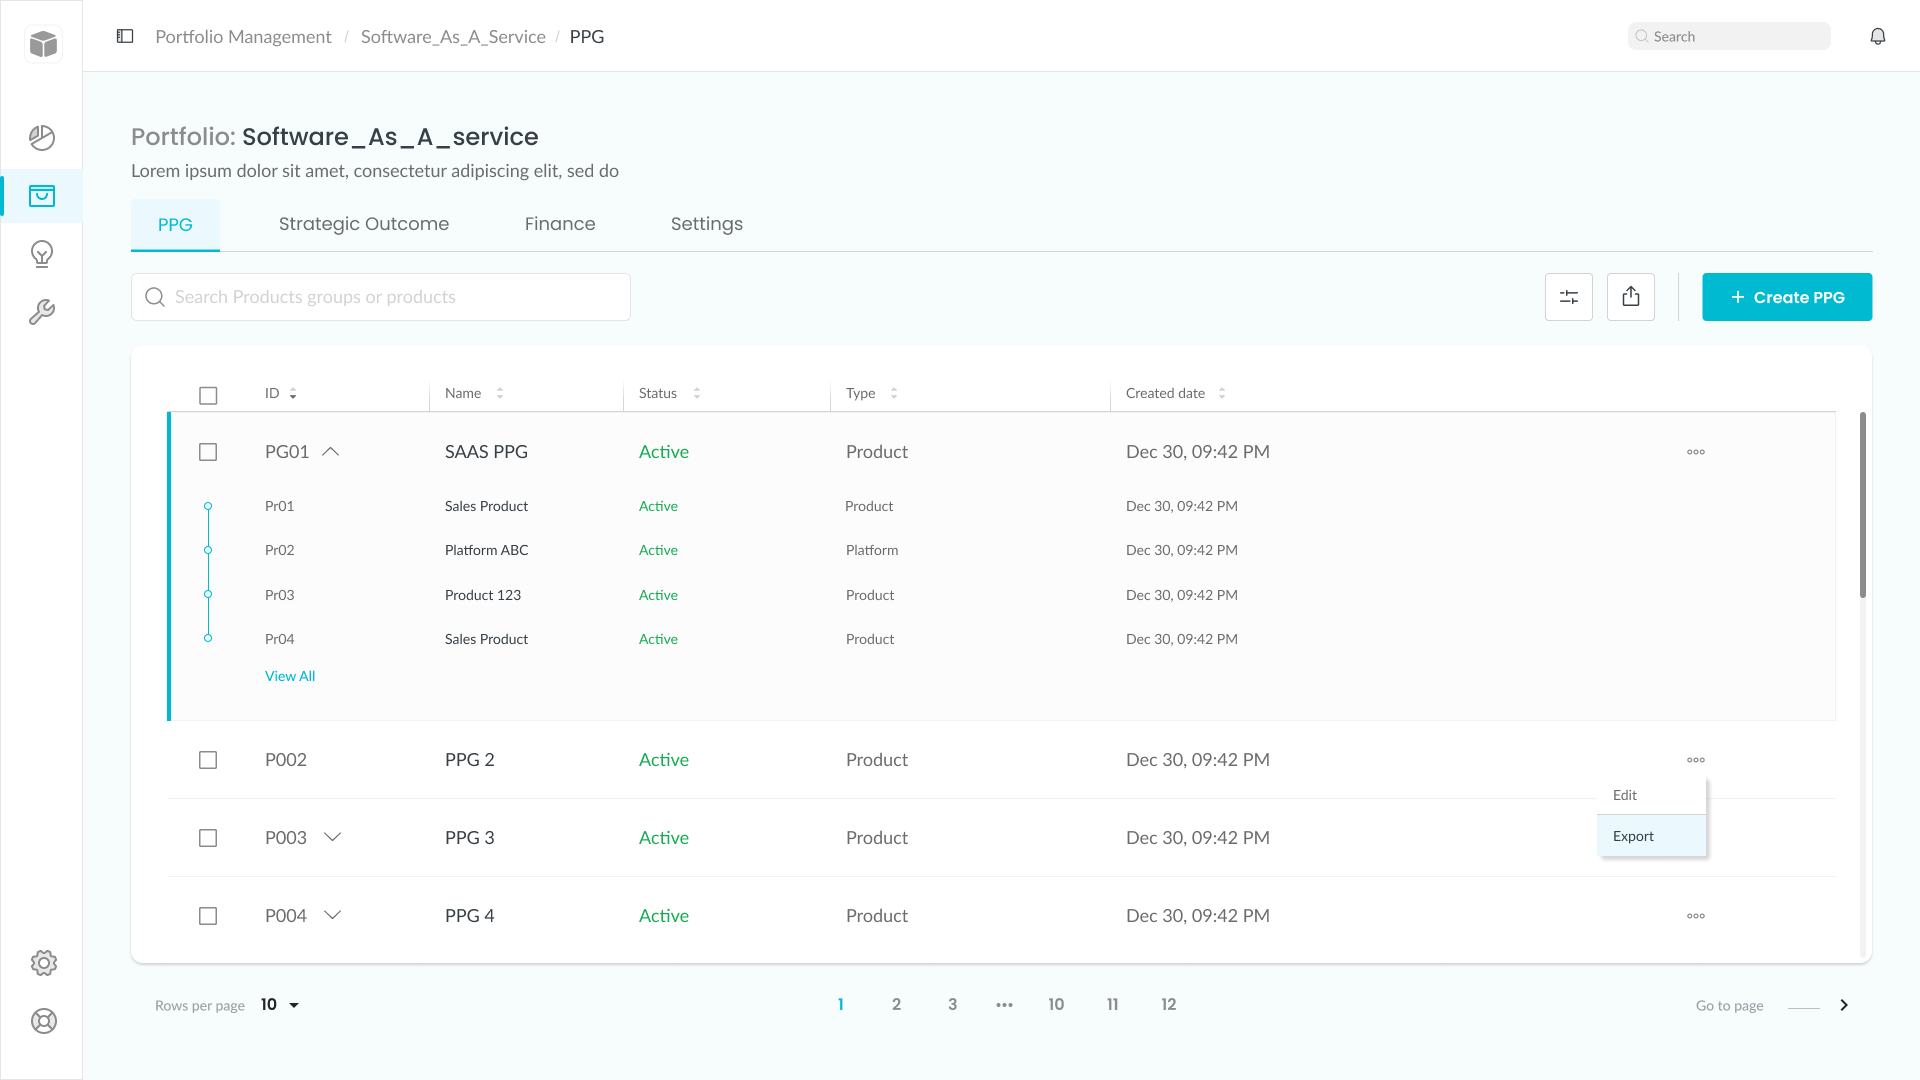 Portfolio Management / Software_As_A_Service / PPG
Search
Portfolio: Software_As_A_service
Lorem ipsum dolor sit amet, consectetur adipiscing elit, sed do
PPG Strategic Outcome Finance Settings
Search Products groups or products
+ Create PPG
ID Name Status Type Created date
PG01 SAAS PPG Active Product Dec 30, 09:42 PM
Pr01 Sales Product Active Product Dec 30, 09:42 PM
Pr02 Platform ABC Active Platform Dec 30, 09:42 PM
Pr03 Product 123 Active Product Dec 30, 09:42 PM
Pr04 Sales Product Active Product Dec 30, 09:42 PM
View All
P002 PPG 2 Active Product Dec 30, 09:42 PM
Edit
P003 PPG 3 Active Product Dec 30, 09:42 PM
Export
P004 PPG 4 Active Product Dec 30, 09:42 PM
Rows per page 10 1 2 3 ••• 10 11 12 Go to page